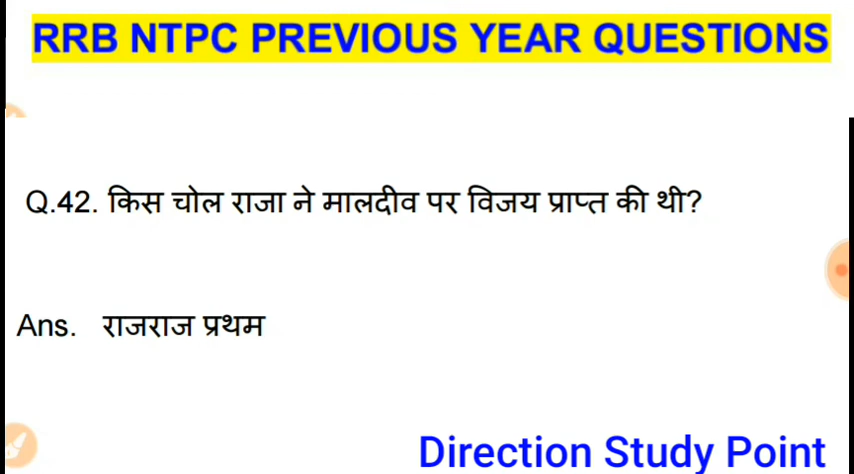 RRB NTPC PREVIOUS YEAR QUESTIONS
Q.42. किस चोल राजा ने मालदीव पर विजय प्राप्त की थी?
Ans. राजराज प्रथम
Direction Study Point